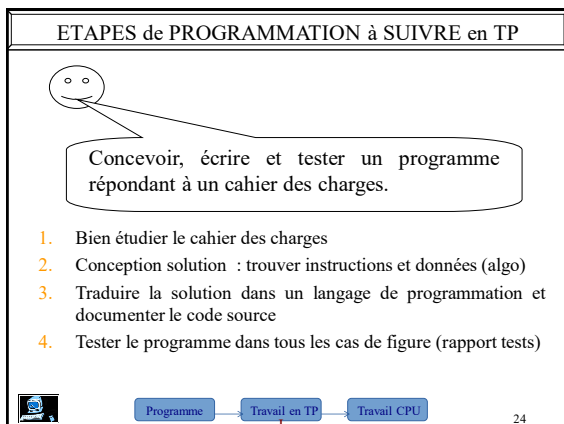 ETAPES de PROGRAMMATION à SUIVRE en TP
Concevoir, écrire et tester un programme
répondant à un cahier des charges.
1. Bien étudier le cahier des charges
2. Conception solution : trouver instructions et données (algo)
3. Traduire la solution dans un langage de programmation et
documenter le code source
4. Tester le programme dans tous les cas de figure (rapport tests)
Programme Travail en TP Travail CPU
24